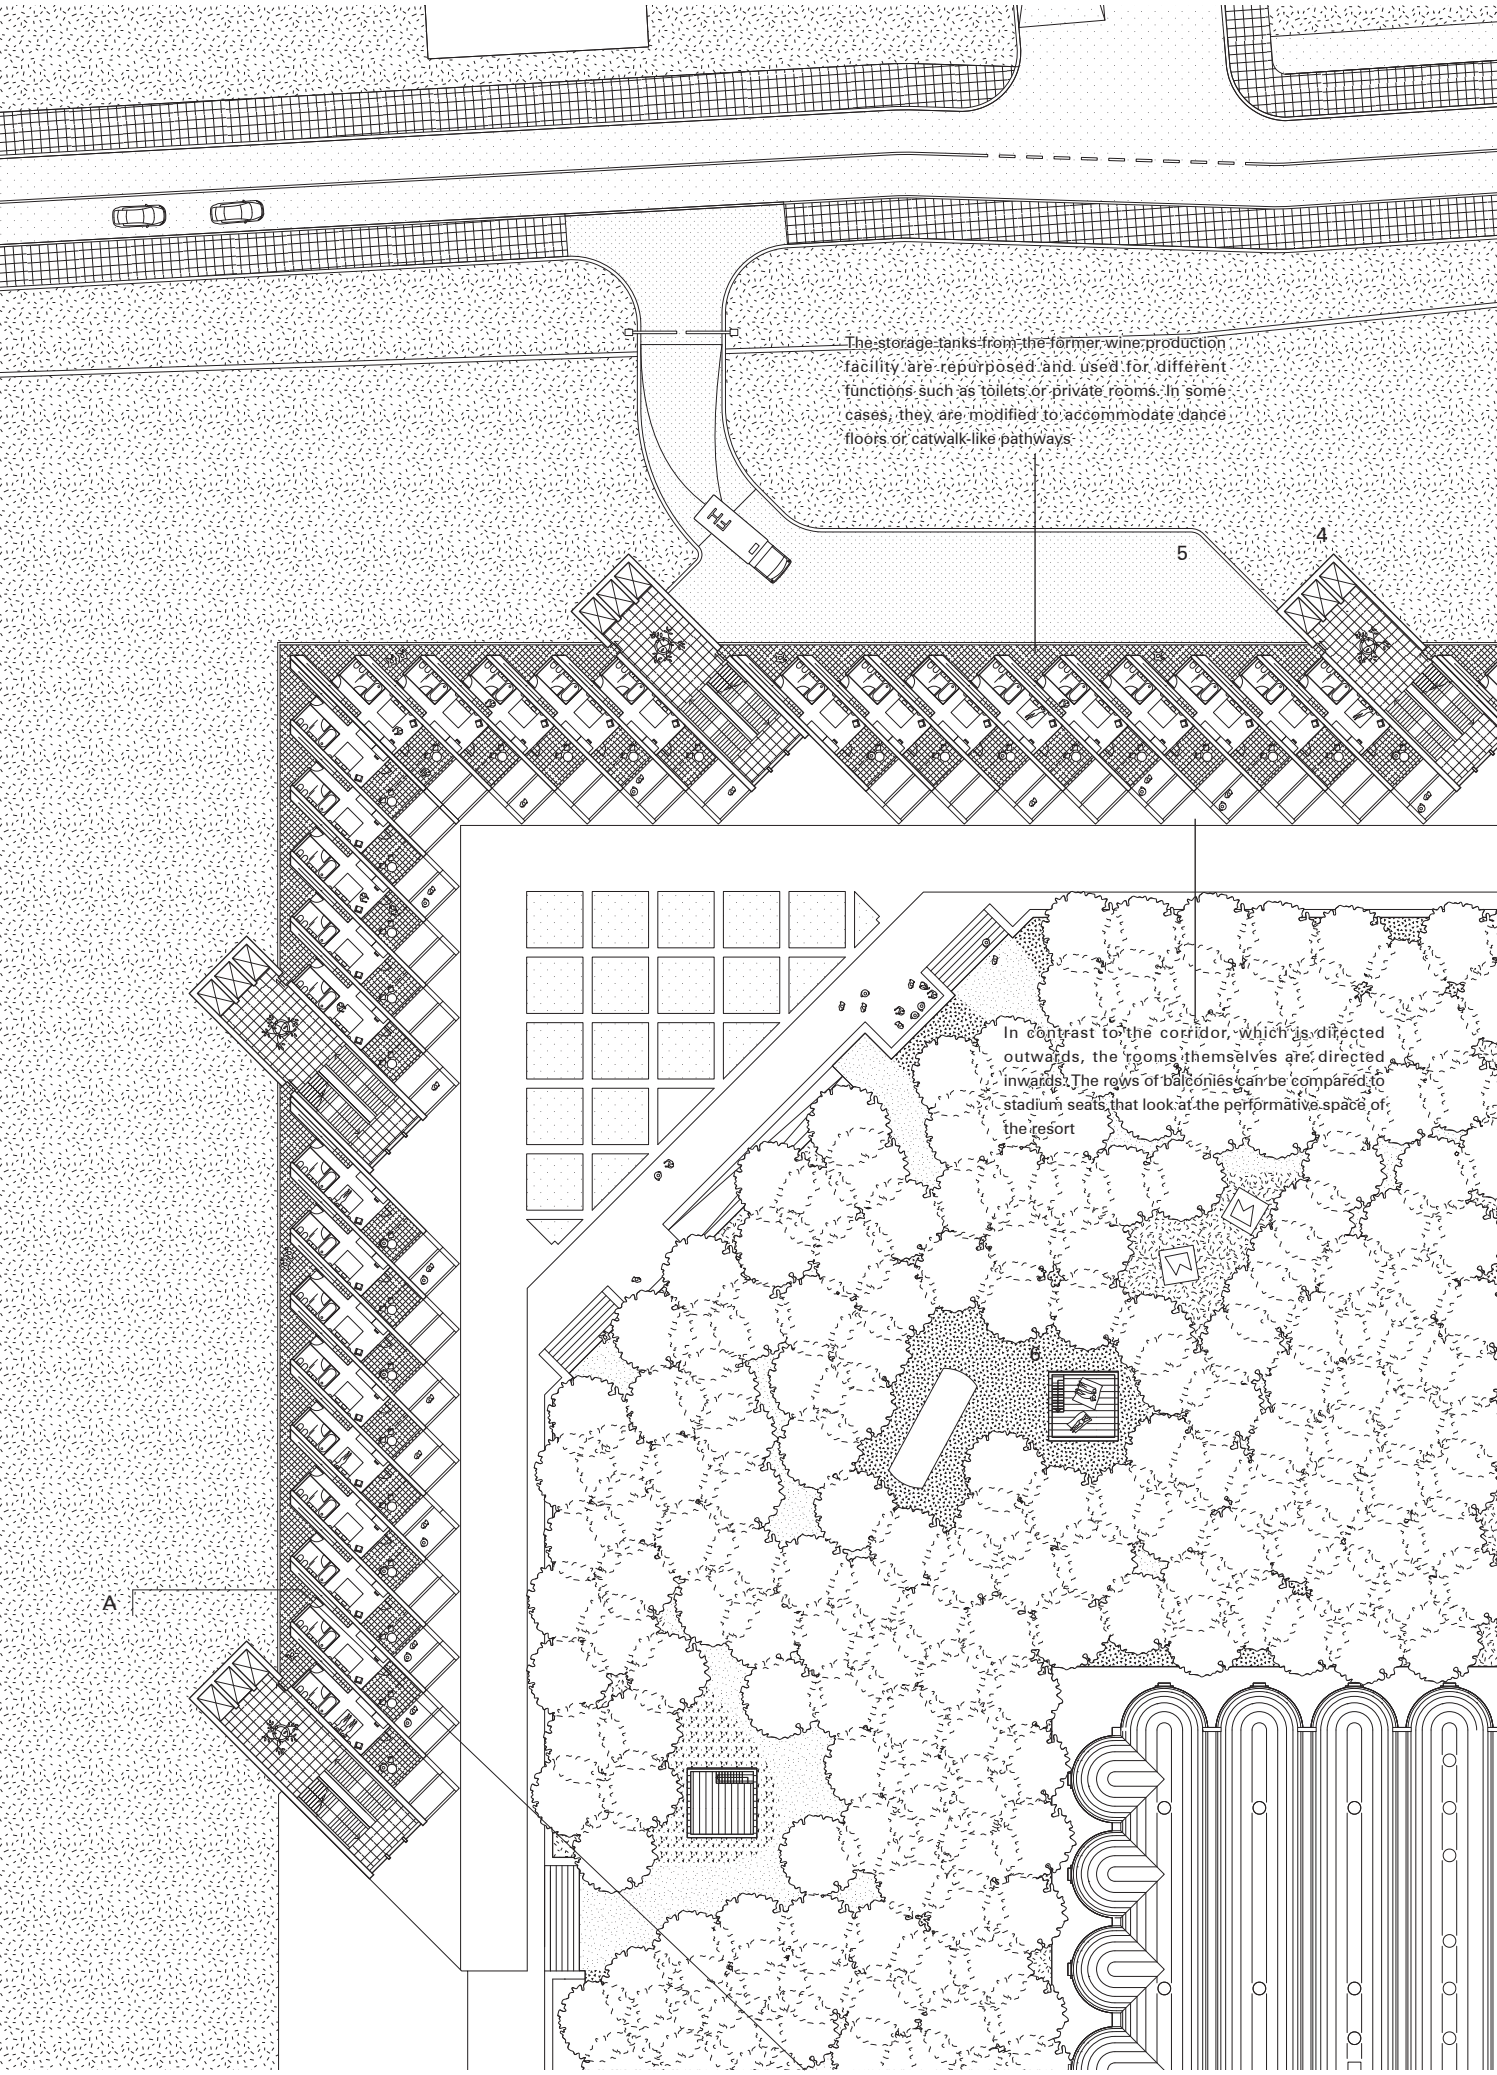 The storage tanks from the former wine production
facility are repurposed and used for different
functions such as toilets or private rooms. In some
cases, they are modified to accommodate dance
floors or catwalk-like pathways
FH
5
4
In contrast to the corridor, which is directed
outwards, the rooms themselves are directed
inwards. The rows of balconies can be compared to
stadium seats that look at the performative space of
the resort
6
A